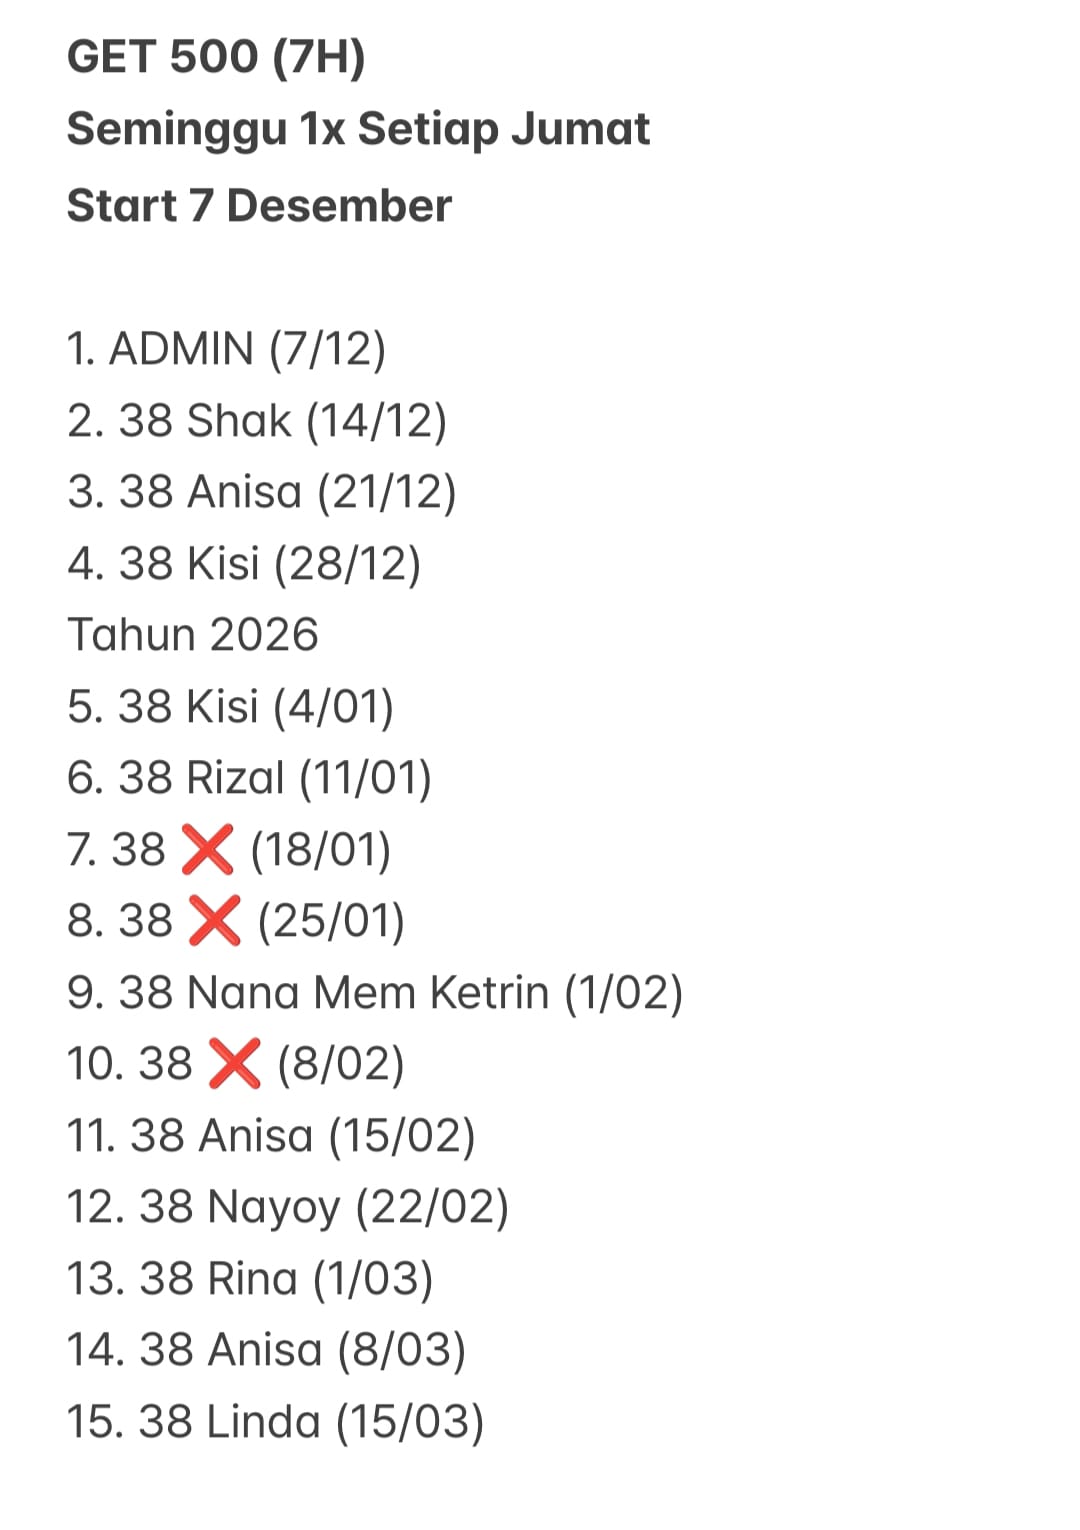 GET 500 (7H)
Seminggu 1x Setiap Jumat
Start 7 Desember
1. ADMIN (7/12)
2. 38 Shak (14/12)
3. 38 Anisa (21/12)
4. 38 Kisi (28/12)
Tahun 2026
5. 38 Kisi (4/01)
6. 38 Rizal (11/01)
7. 38 ❌ (18/01)
8. 38 ❌ (25/01)
9. 38 Nana Mem Ketrin (1/02)
10. 38 ❌ (8/02)
11. 38 Anisa (15/02)
12. 38 Nayoy (22/02)
13. 38 Rina (1/03)
14. 38 Anisa (8/03)
15. 38 Linda (15/03)